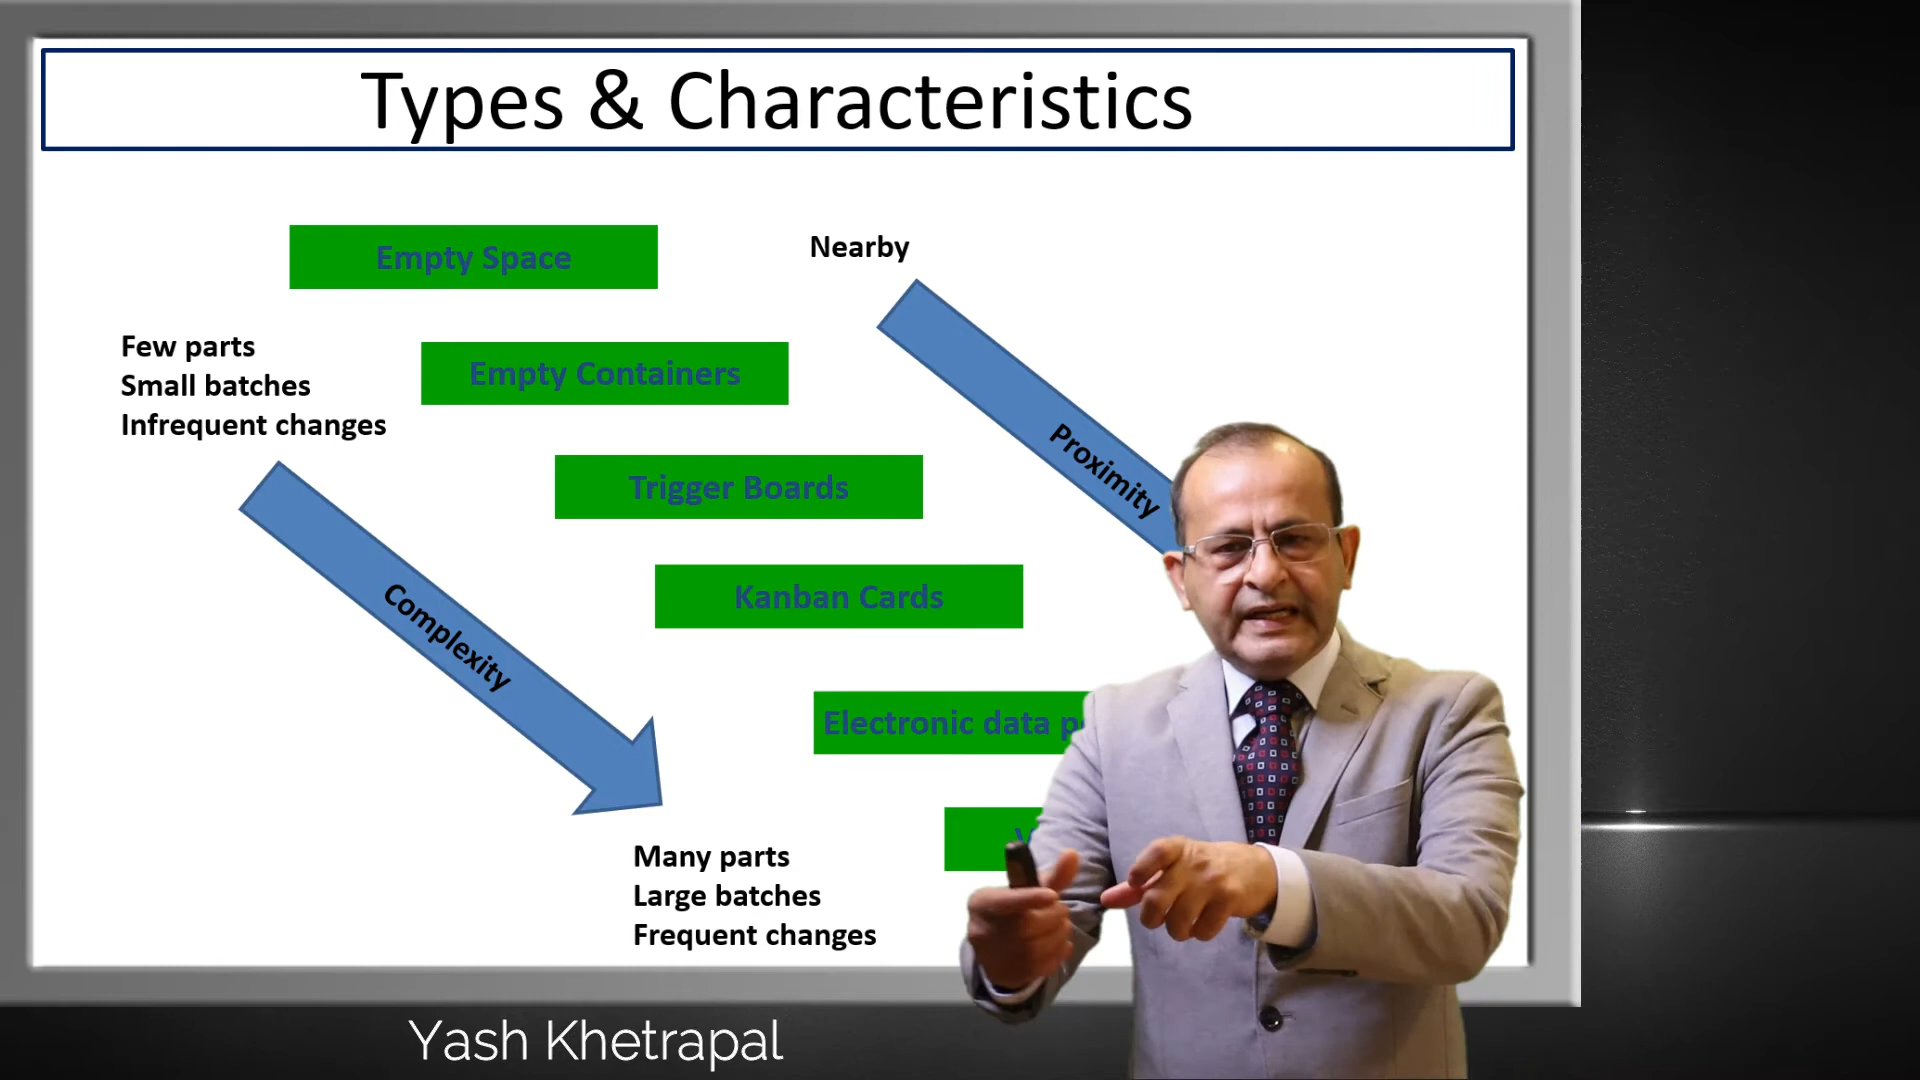 Types & Characteristics
Empty Space
Nearby
Few parts
Small batches
Infrequent changes
Empty Containers
Proximity
Trigger Boards
Kanban Cards
Complexity
Electronic data
Many parts
Large batches
Frequent changes
Yash Khetrapal